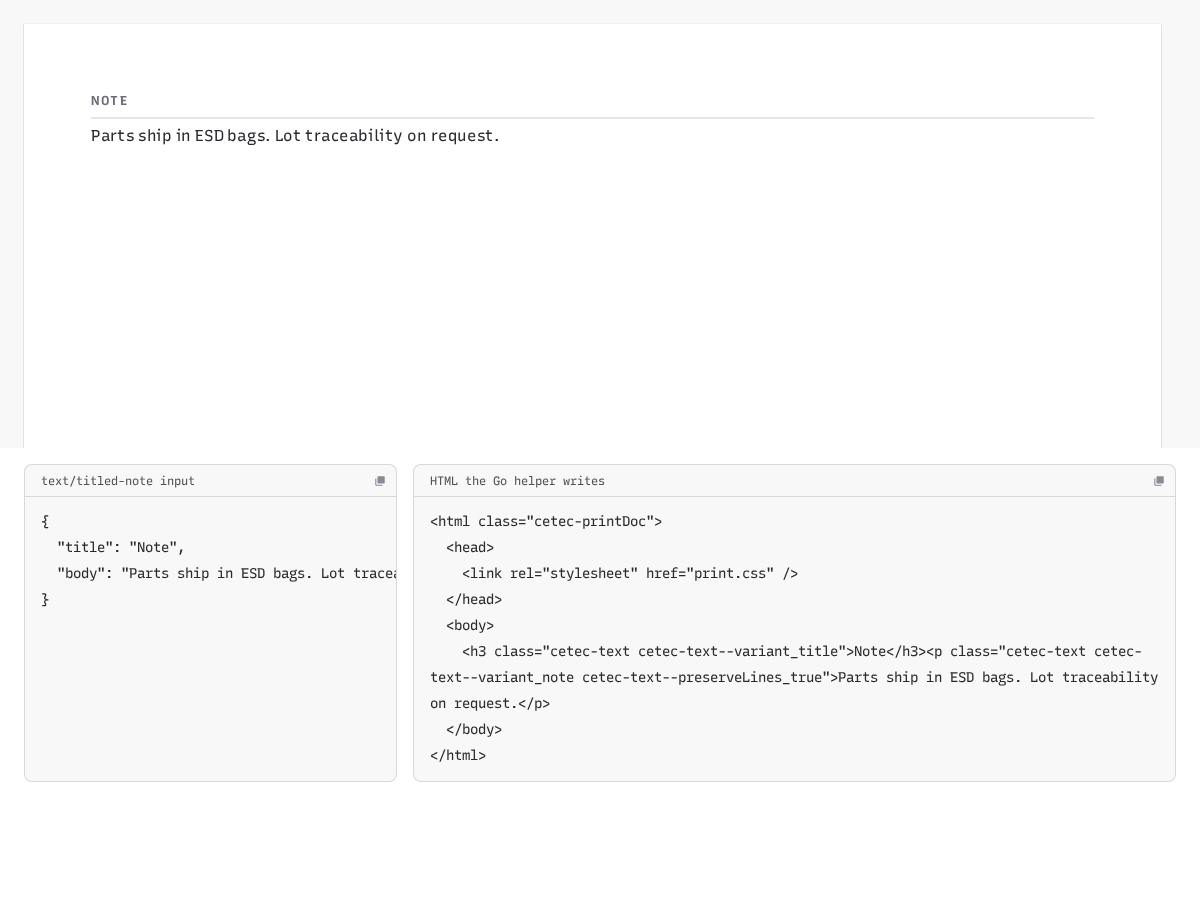 NOTE
Parts ship in ESD bags. Lot traceability on request.
text/titled-note input
{
  "title": "Note",
  "body": "Parts ship in ESD bags. Lot
}
HTML the Go helper writes
<html class="cetec-printDoc">
  <head>
    <link rel="stylesheet" href="print.css" />
  </head>
  <body>
    <h3 class="cetec-text cetec-text--variant_title">Note</h3><p class="cetec-text cetec-
text--variant_note cetec-text--preserveLines_true">Parts ship in ESD bags. Lot traceability
on request.</p>
  </body>
</html>